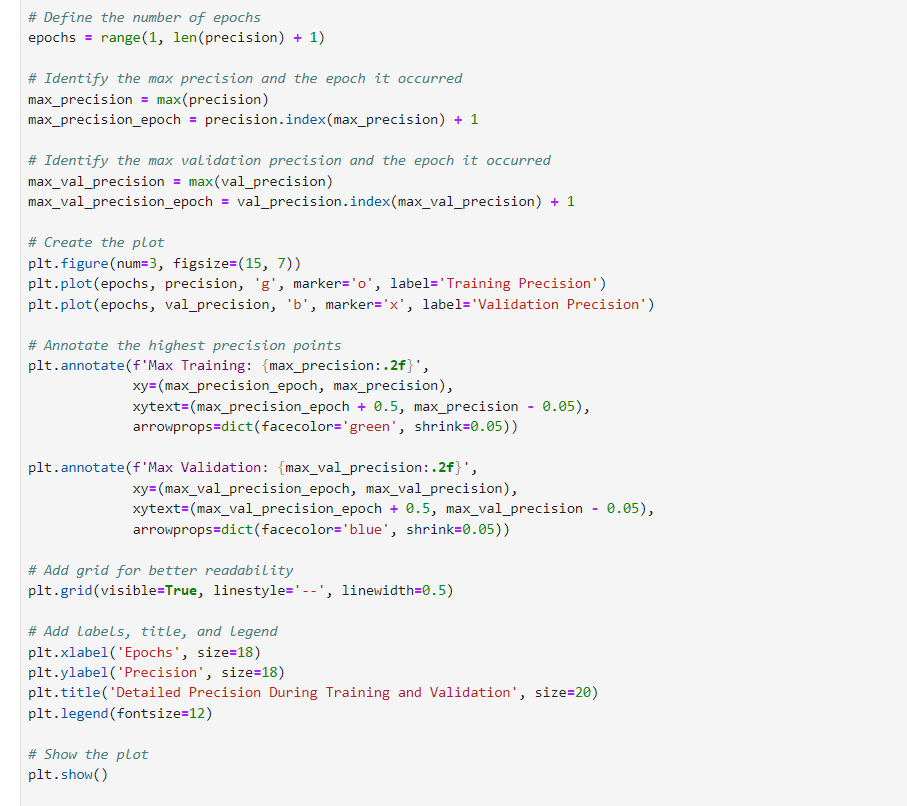 # Define the number of epochs
epochs = range(1, len(precision) + 1)
# Identify the max precision and the epoch it occurred
max_precision = max(precision)
max_precision_epoch = precision.index(max_precision) + 1
# Identify the max validation precision and the epoch it occurred
max_val_precision = max(val_precision)
max_val_precision_epoch = val_precision.index(max_val_precision) + 1
# Create the plot
plt.figure(num=3, figsize=(15, 7))
plt.plot(epochs, precision, 'g', marker='o', label='Training Precision')
plt.plot(epochs, val_precision, 'b', marker='x', label='Validation Precision')
# Annotate the highest precision points
plt.annotate(f'Max Training: {max_precision:.2f}',
             xy=(max_precision_epoch, max_precision),
             xytext=(max_precision_epoch + 0.5, max_precision - 0.05),
             arrowprops=dict(facecolor='green', shrink=0.05))
plt.annotate(f'Max Validation: {max_val_precision:.2f}',
             xy=(max_val_precision_epoch, max_val_precision),
             xytext=(max_val_precision_epoch + 0.5, max_val_precision - 0.05),
             arrowprops=dict(facecolor='blue', shrink=0.05))
# Add grid for better readability
plt.grid(visible=True, linestyle='--', linewidth=0.5)
# Add labels, title, and legend
plt.xlabel('Epochs', size=18)
plt.ylabel('Precision', size=18)
plt.title('Detailed Precision During Training and Validation', size=20)
plt.legend(fontsize=12)
# Show the plot
plt.show()